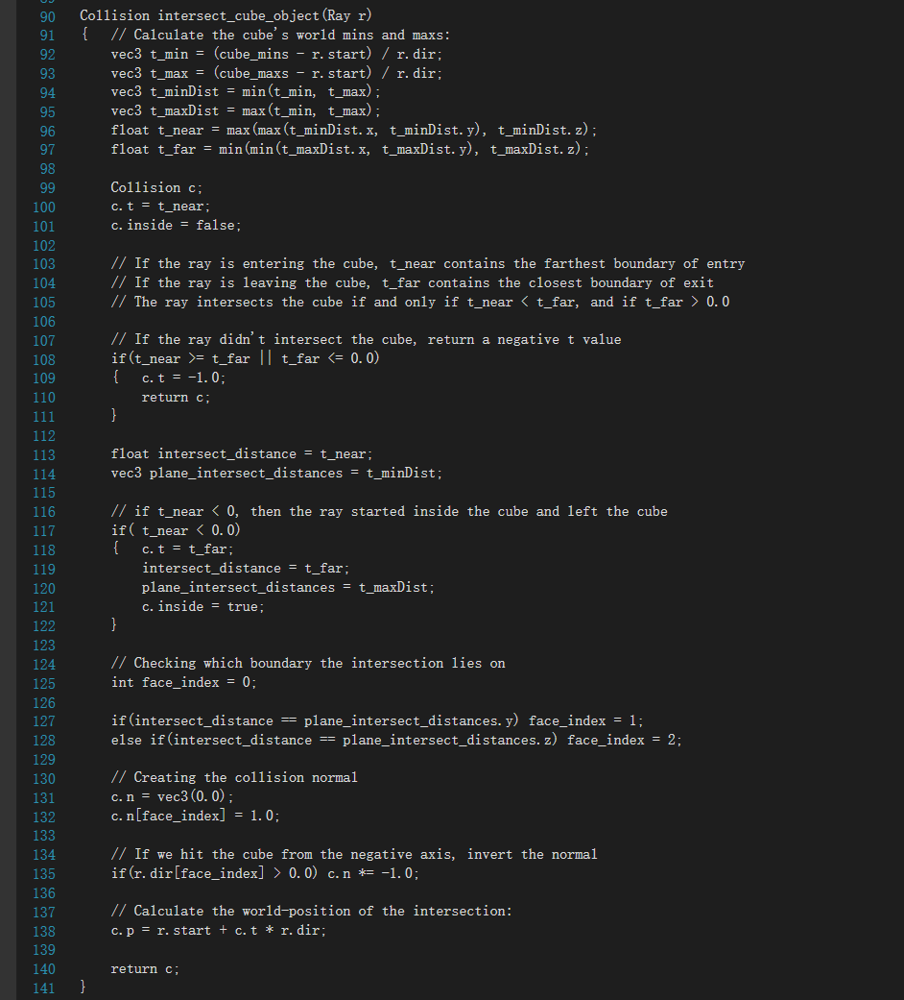 90 Collision intersect_cube_object(Ray r)
91 { // Calculate the cube's world mins and maxs:
92 vec3 t_min = (cube_mins - r.start) / r.dir;
93 vec3 t_max = (cube_maxs - r.start) / r.dir;
94 vec3 t_minDist = min(t_min, t_max);
95 vec3 t_maxDist = max(t_min, t_max);
96 float t_near = max(max(t_minDist.x, t_minDist.y), t_minDist.z);
97 float t_far = min(min(t_maxDist.x, t_maxDist.y), t_maxDist.z);
98
99 Collision c;
100 c.t = t_near;
101 c.inside = false;
102
103 // If the ray is entering the cube, t_near contains the farthest boundary of entry
104 // If the ray is leaving the cube, t_far contains the closest boundary of exit
105 // The ray intersects the cube if and only if t_near < t_far, and if t_far > 0.0
106
107 // If the ray didn't intersect the cube, return a negative t value
108 if(t_near >= t_far || t_far <= 0.0)
109 { c.t = -1.0;
110 return c;
111 }
112
113 float intersect_distance = t_near;
114 vec3 plane_intersect_distances = t_minDist;
115
116 // if t_near < 0, then the ray started inside the cube and left the cube
117 if( t_near < 0.0)
118 { c.t = t_far;
119 intersect_distance = t_far;
120 plane_intersect_distances = t_maxDist;
121 c.inside = true;
122 }
123
124 // Checking which boundary the intersection lies on
125 int face_index = 0;
126
127 if(intersect_distance == plane_intersect_distances.y) face_index = 1;
128 else if(intersect_distance == plane_intersect_distances.z) face_index = 2;
129
130 // Creating the collision normal
131 c.n = vec3(0.0);
132 c.n[face_index] = 1.0;
133
134 // If we hit the cube from the negative axis, invert the normal
135 if(r.dir[face_index] > 0.0) c.n *= -1.0;
136
137 // Calculate the world-position of the intersection:
138 c.p = r.start + c.t * r.dir;
139
140 return c;
141 }